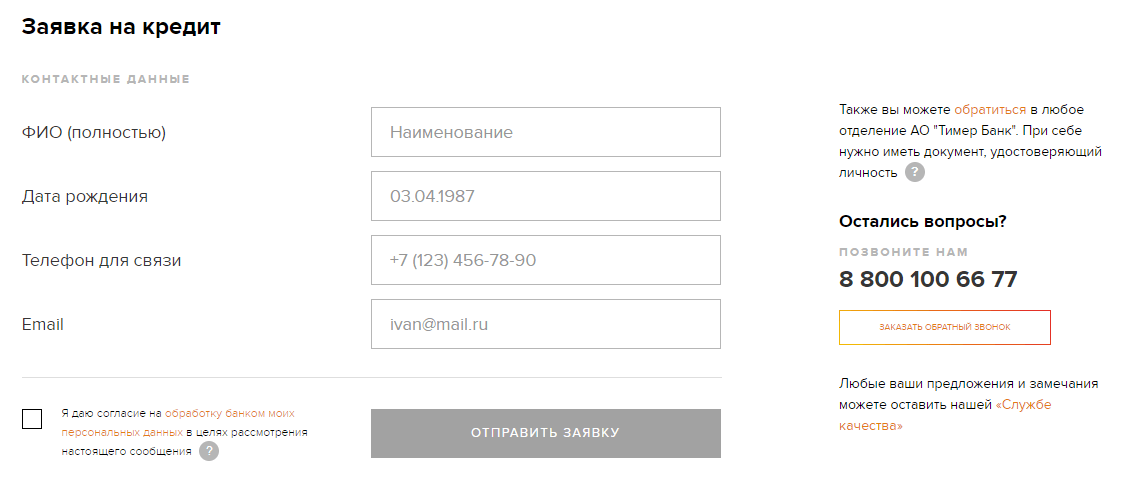 Заявка на кредит
КОНТАКТНЫЕ ДАННЫЕ
ФИО (полностью)
Наименование
Дата рождения
03.04.1987
Телефон для связи
+7 (123) 456-78-90
Email
ivan@mail.ru
Я даю согласие на обработку банком моих
персональных данных в целях рассмотрения
настоящего сообщения ?
ОТПРАВИТЬ ЗАЯВКУ
Также вы можете обратиться в любое
отделение АО "Тимер Банк". При себе
нужно иметь документ, удостоверяющий
личность ?
Остались вопросы?
ПОЗВОНИТЕ НАМ
8 800 100 66 77
ЗАКАЗАТЬ ОБРАТНЫЙ ЗВОНОК
Любые ваши предложения и замечания
можете оставить нашей «Службе
качества»